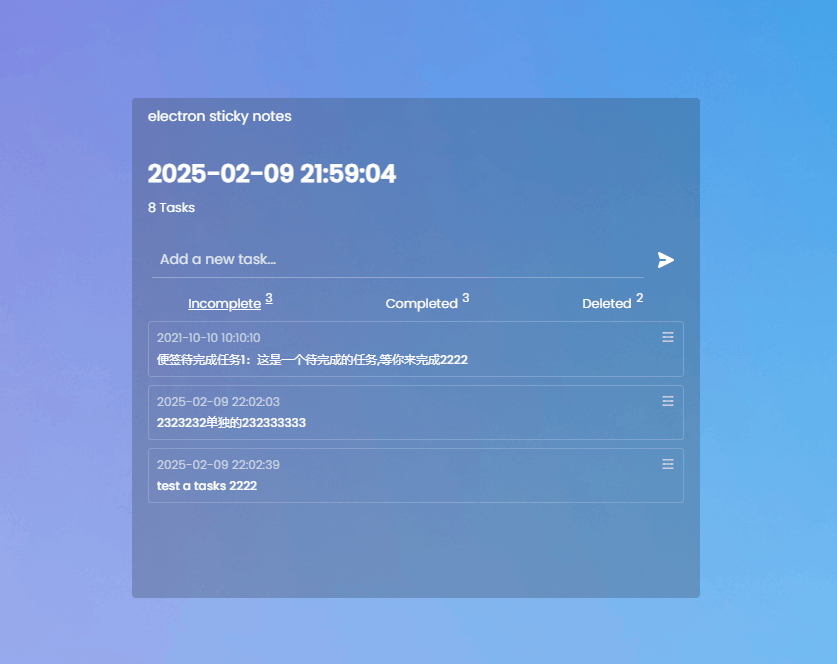 electron sticky notes
2025-02-09 21:59:04
8 Tasks
Add a new task...
Incomplete 3 Completed 3 Deleted 2
2021-10-10 10:10:10
便签待完成任务1：这是一个待完成的任务,等你来完成2222
2025-02-09 22:02:03
2323232单独的232333333
2025-02-09 22:02:39
test a tasks 2222